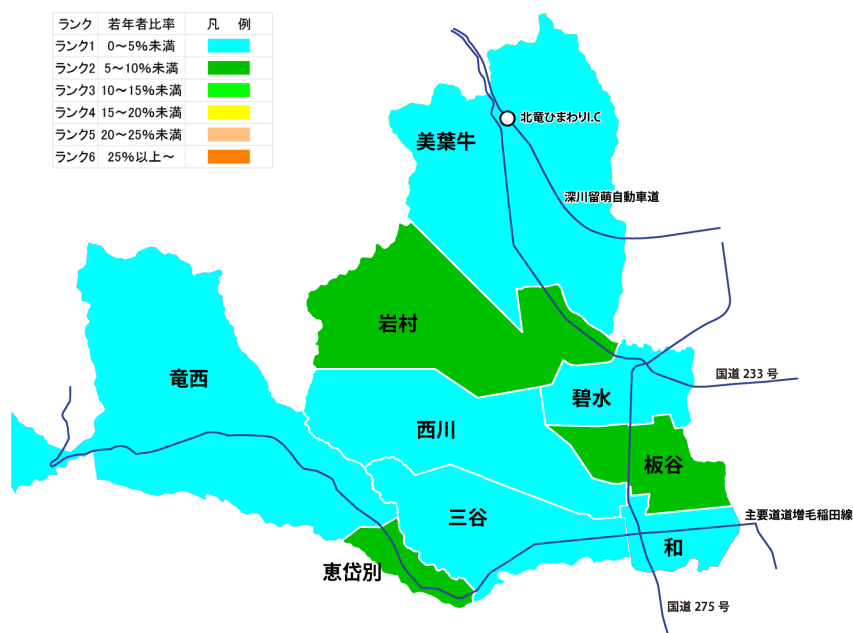 ランク 若年者比率 凡 例
ランク1 0～5%未満
ランク2 5～10%未満
ランク3 10～15%未満
ランク4 15～20%未満
ランク5 20～25%未満
ランク6 25%以上～
北竜ひまわりI.C
美葉牛
深川留萌自動車道
岩村
竜西
国道 233 号
碧水
西川
板谷
三谷
主要道道増毛稲田線
和
恵岱別
国道 275 号